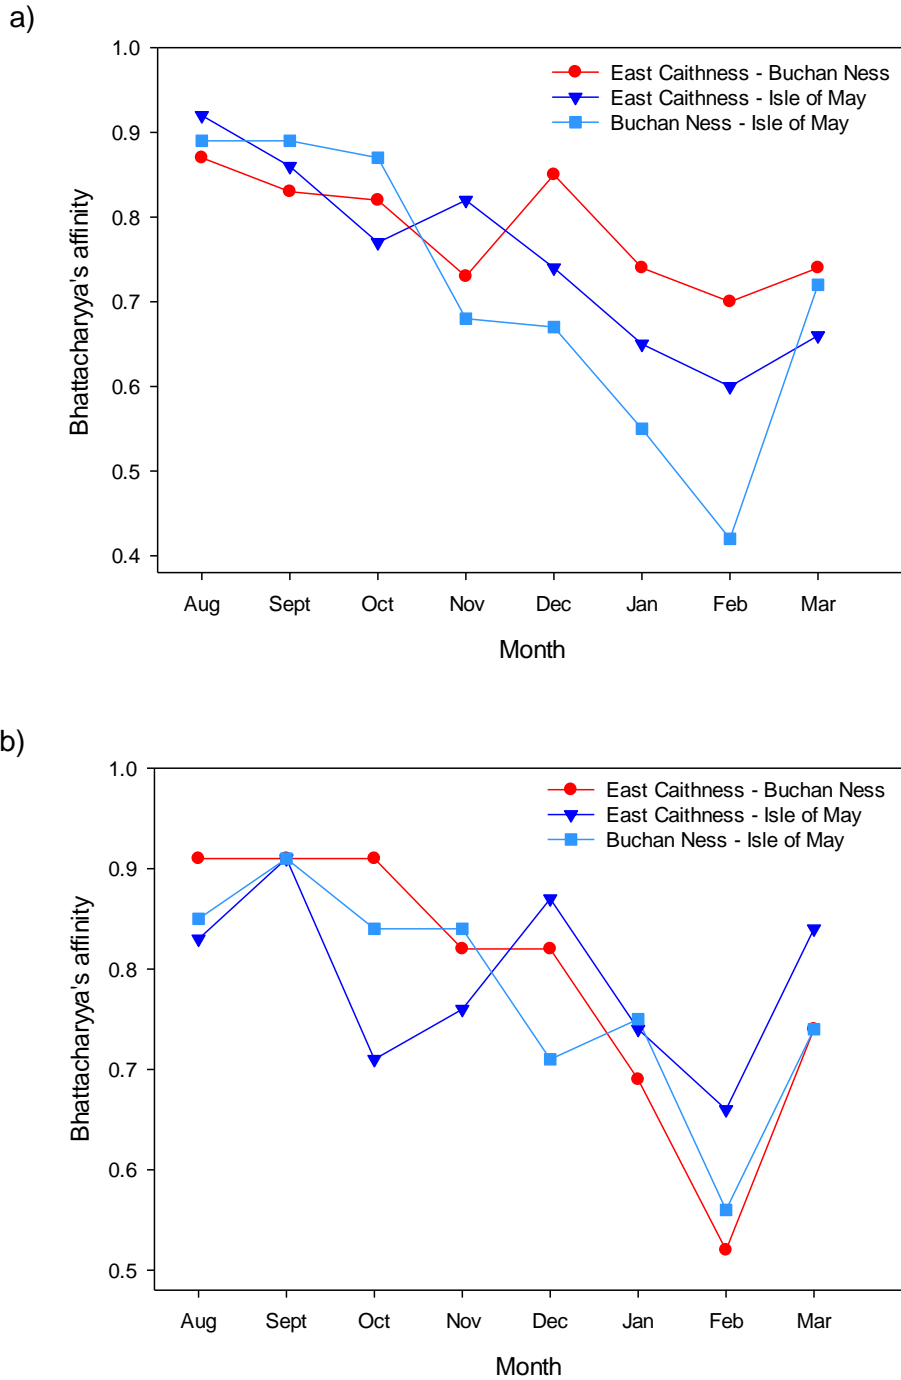 a)
East Caithness - Buchan Ness
East Caithness - Isle of May
Buchan Ness - Isle of May
Bhattacharyya's affinity
1.0
0.9
0.8
0.7
0.6
0.5
0.4
Aug Sept Oct Nov Dec Jan Feb Mar
Month
b)
East Caithness - Buchan Ness
East Caithness - Isle of May
Buchan Ness - Isle of May
Bhattacharyya's affinity
1.0
0.9
0.8
0.7
0.6
0.5
Aug Sept Oct Nov Dec Jan Feb Mar
Month